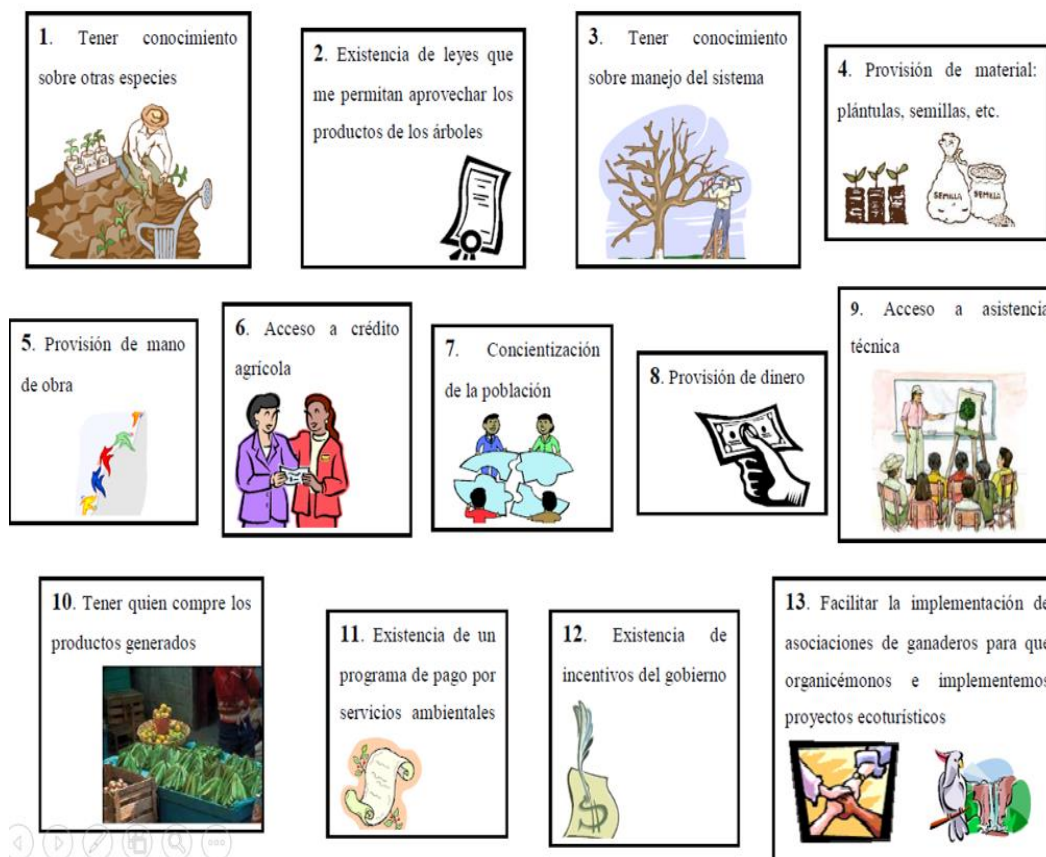 1. Tener conocimiento
sobre otras especies
2. Existencia de leyes que
me permitan aprovechar los
productos de los árboles
3. Tener conocimiento
sobre manejo del sistema
4. Provisión de material:
plántulas, semillas, etc.
SEMILLA
SEMILLA
5. Provisión de mano
de obra
6. Acceso a crédito
agrícola
7. Concientización
de la población
8. Provisión de dinero
9. Acceso a asistencia
técnica
10. Tener quien compre los
productos generados
11. Existencia de un
programa de pago por
servicios ambientales
12. Existencia de
incentivos del gobierno
$
13. Facilitar la implementación de
asociaciones de ganaderos para que
organicémonos e implementemos
proyectos ecoturísticos